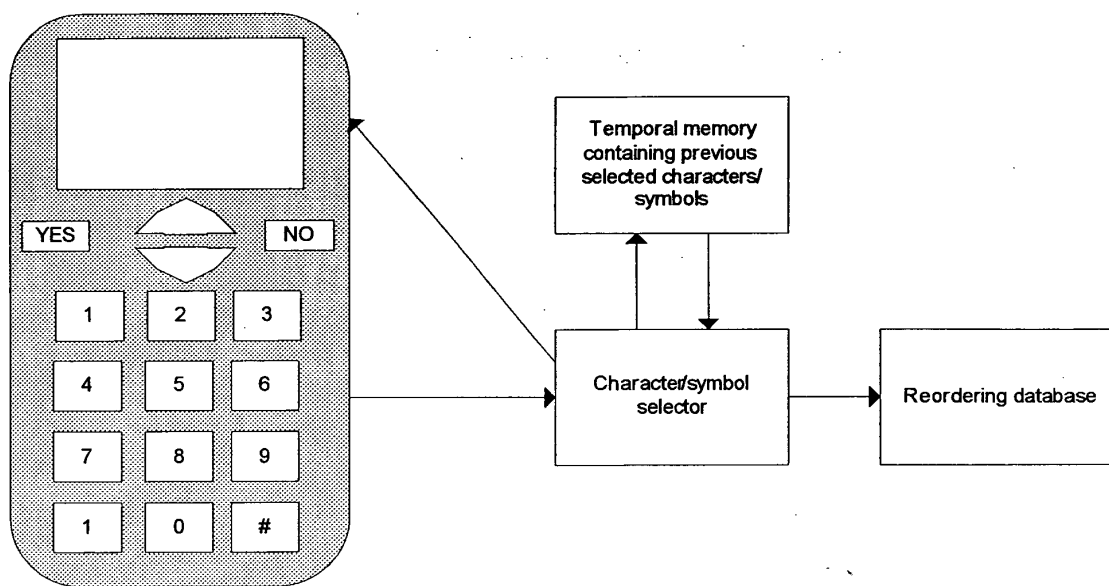 Temporal memory
containing previous
selected characters/
symbols
YES
NO
1 2 3
4 5 6
7 8 9
1 0 #
Character/symbol
selector
Reordering database